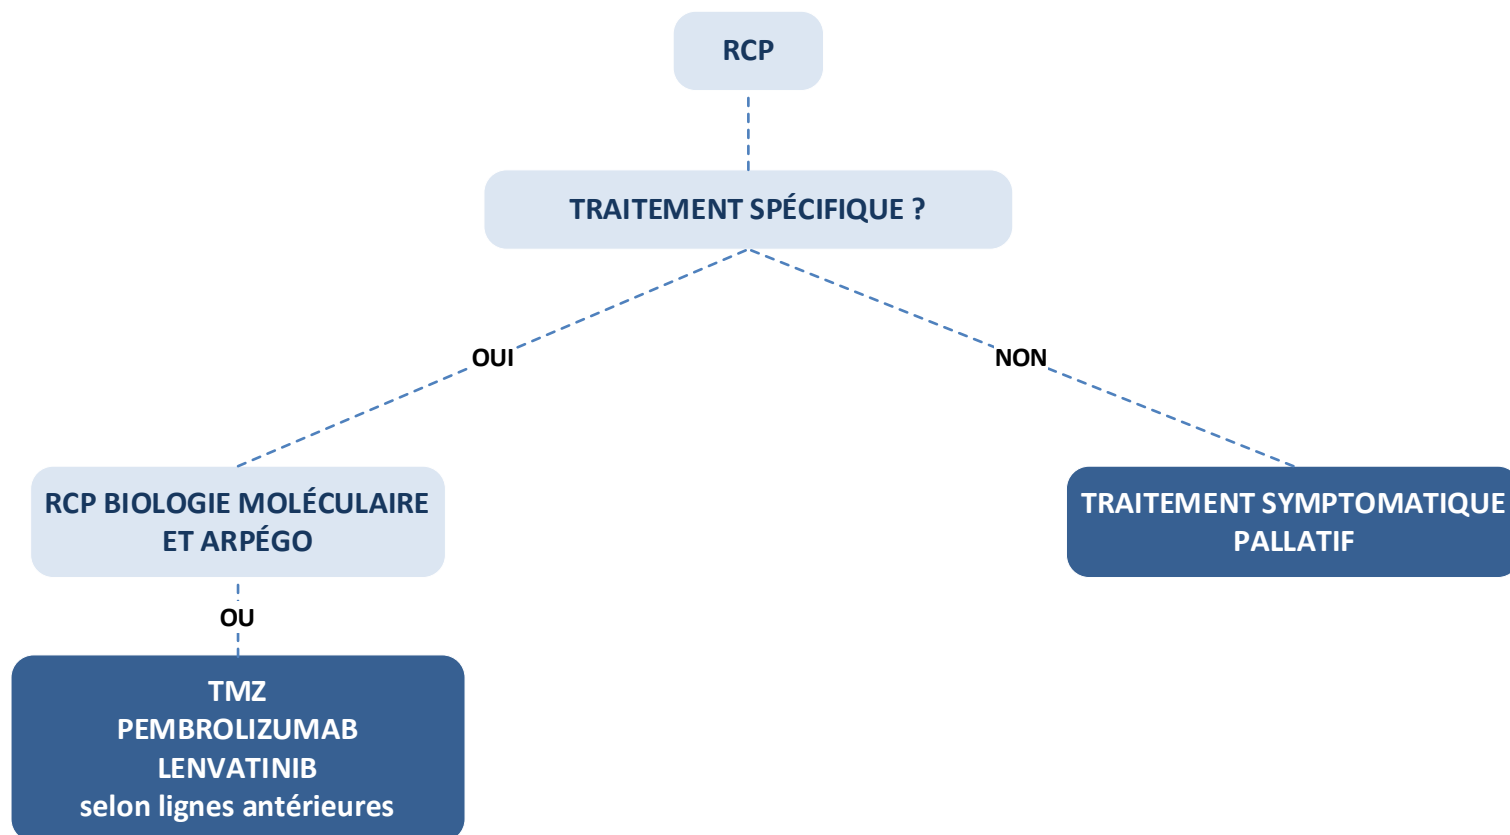 RCP
TRAITEMENT SPÉCIFIQUE ?
OUI
NON
RCP BIOLOGIE MOLÉCULAIRE
ET ARPÉGO
TRAITEMENT SYMPTOMATIQUE
PALLATIF
OU
TMZ
PEMBROLIZUMAB
LENVATINIB
selon lignes antérieures